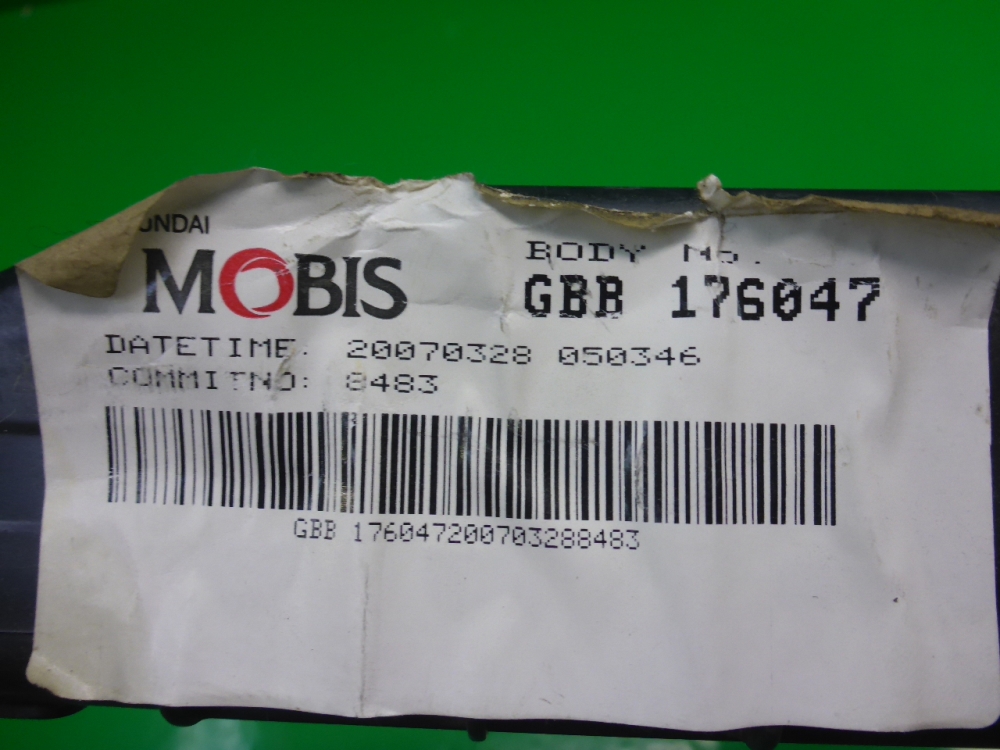 UNDAI
MOBIS
BODY No.
GBB 176047
DATETIME: 20070328 050346
COMMITNO: 8483
GBB 176047200703288483